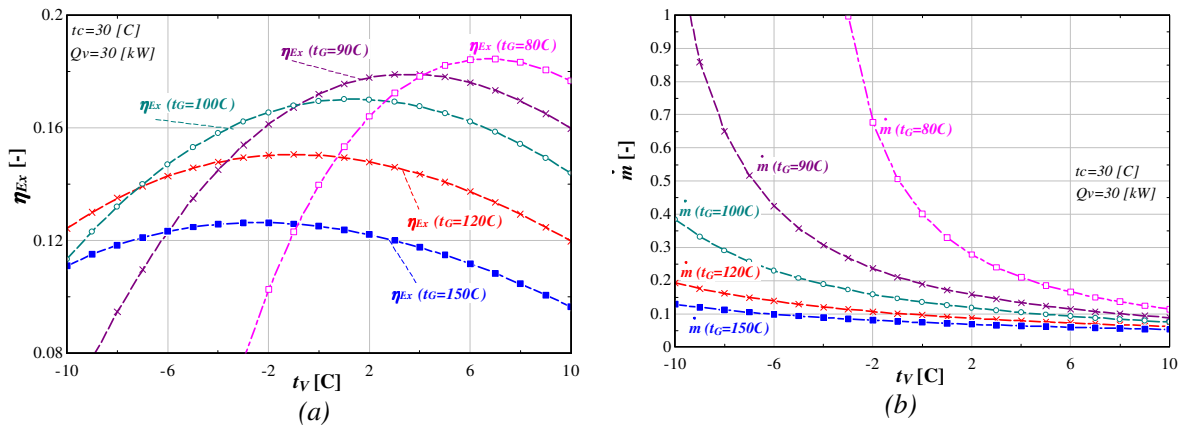 0.2
0.16
0.12
0.08
ηEx [-]
tc=30 [C]
Qv=30 [kW]
ηEx (tG=90C)
ηEx (tG=80C)
ηEx (tG=100C)
ηEx (tG=120C)
ηEx (tG=150C)
-10 -6 -2 2 6 10
tV [C]
(a)
1
0.9
0.8
0.7
0.6
0.5
0.4
0.3
0.2
0.1
0
ṁ [-]
ṁ (tG=80C)
ṁ (tG=90C)
tc=30 [C]
Qv=30 [kW]
ṁ (tG=100C)
ṁ (tG=120C)
ṁ (tG=150C)
-10 -6 -2 2 6 10
tV [C]
(b)